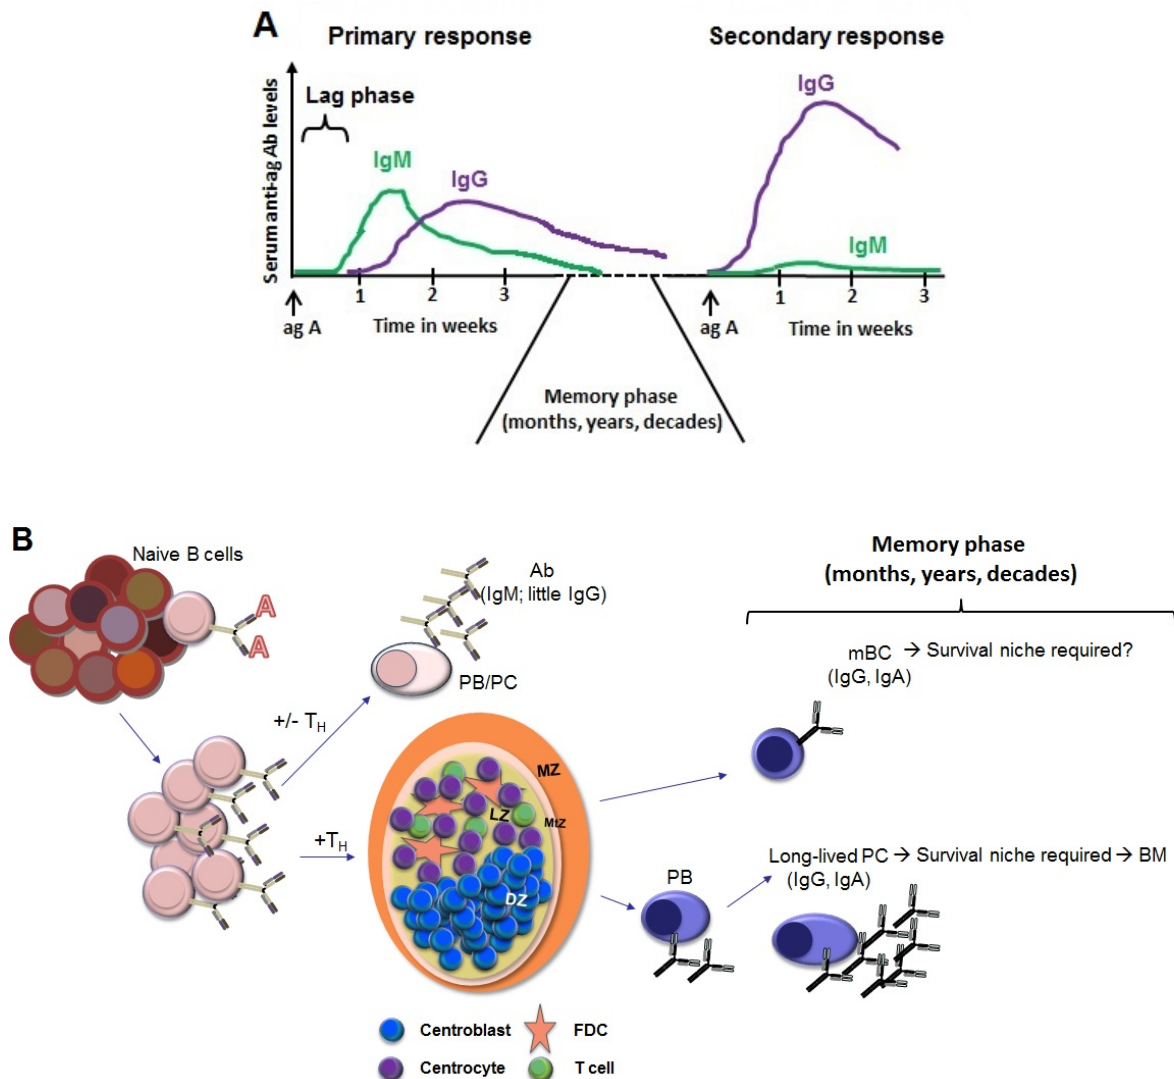 A
Primary response
Secondary response
Serum anti-ag Ab levels
Lag phase
IgM
IgG
IgG
IgM
1
2
3
1
2
3
ag A
Time in weeks
ag A
Time in weeks
Memory phase
(months, years, decades)
B
Naive B cells
A
A
Ab
(IgM; little IgG)
PB/PC
+/- TH
+TH
MZ
LZ
MtZ
DZ
Memory phase
(months, years, decades)
mBC → Survival niche required?
(IgG, IgA)
PB
Long-lived PC → Survival niche required → BM
(IgG, IgA)
Centroblast
FDC
Centrocyte
T cell